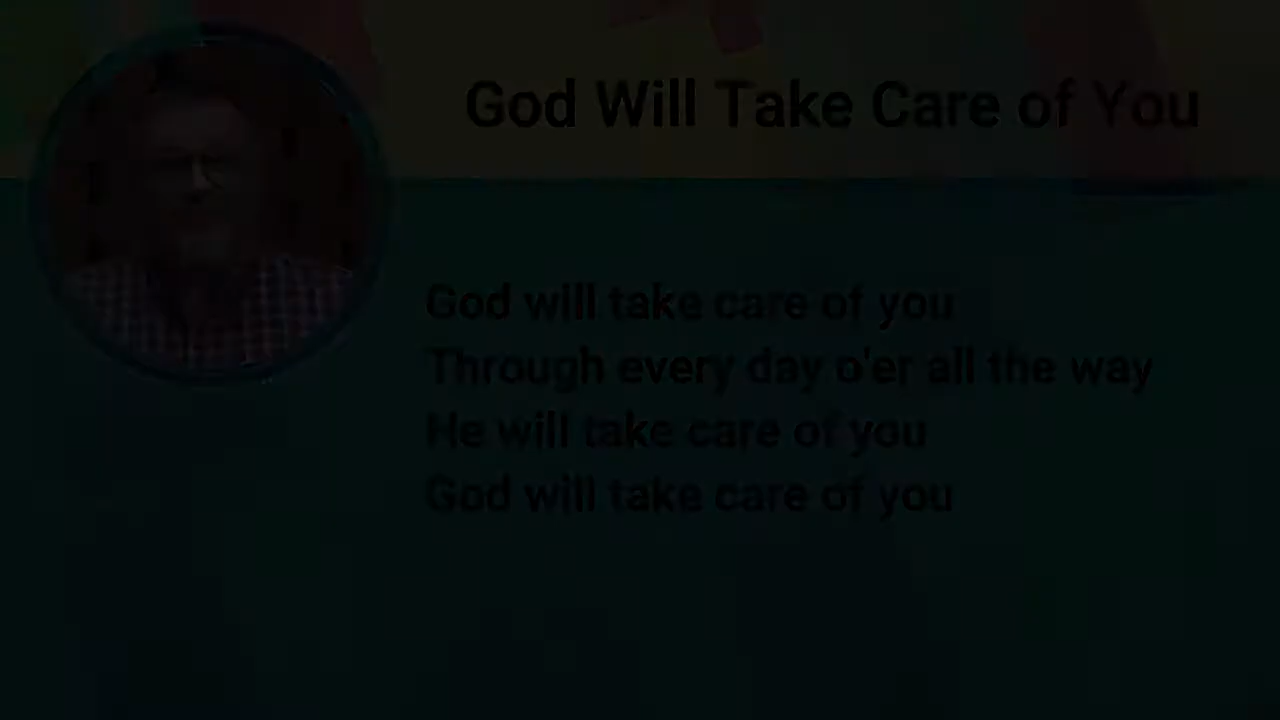 God Will Take Care of You
God will take care of you
Through every day o'er all the way
He will take care of you
God will take care of you